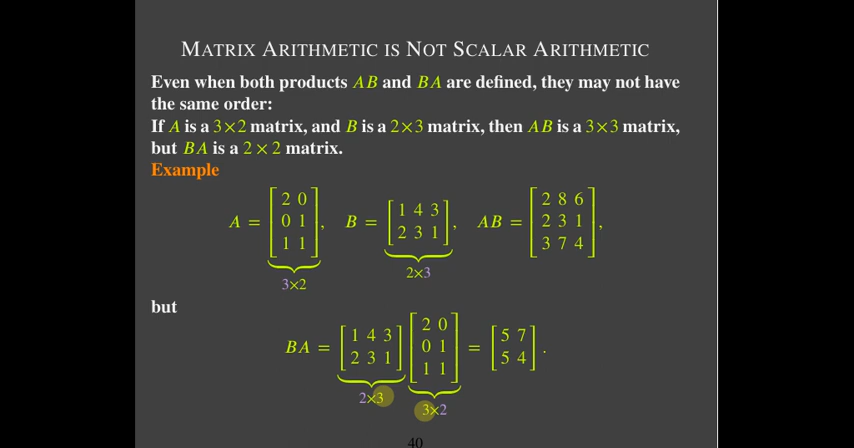 MATRIX ARITHMETIC IS NOT SCALAR ARITHMETIC
Even when both products AB and BA are defined, they may not have
the same order:
If A is a 3×2 matrix, and B is a 2×3 matrix, then AB is a 3×3 matrix,
but BA is a 2 × 2 matrix.
Example
A = [2 0
0 1
1 1],
3×2
B = [1 4 3
2 3 1],
2×3
AB = [2 8 6
2 3 1
3 7 4],
but
BA = [1 4 3
2 3 1]
2×3
[2 0
0 1
1 1]
3×2
= [5 7
5 4].
40